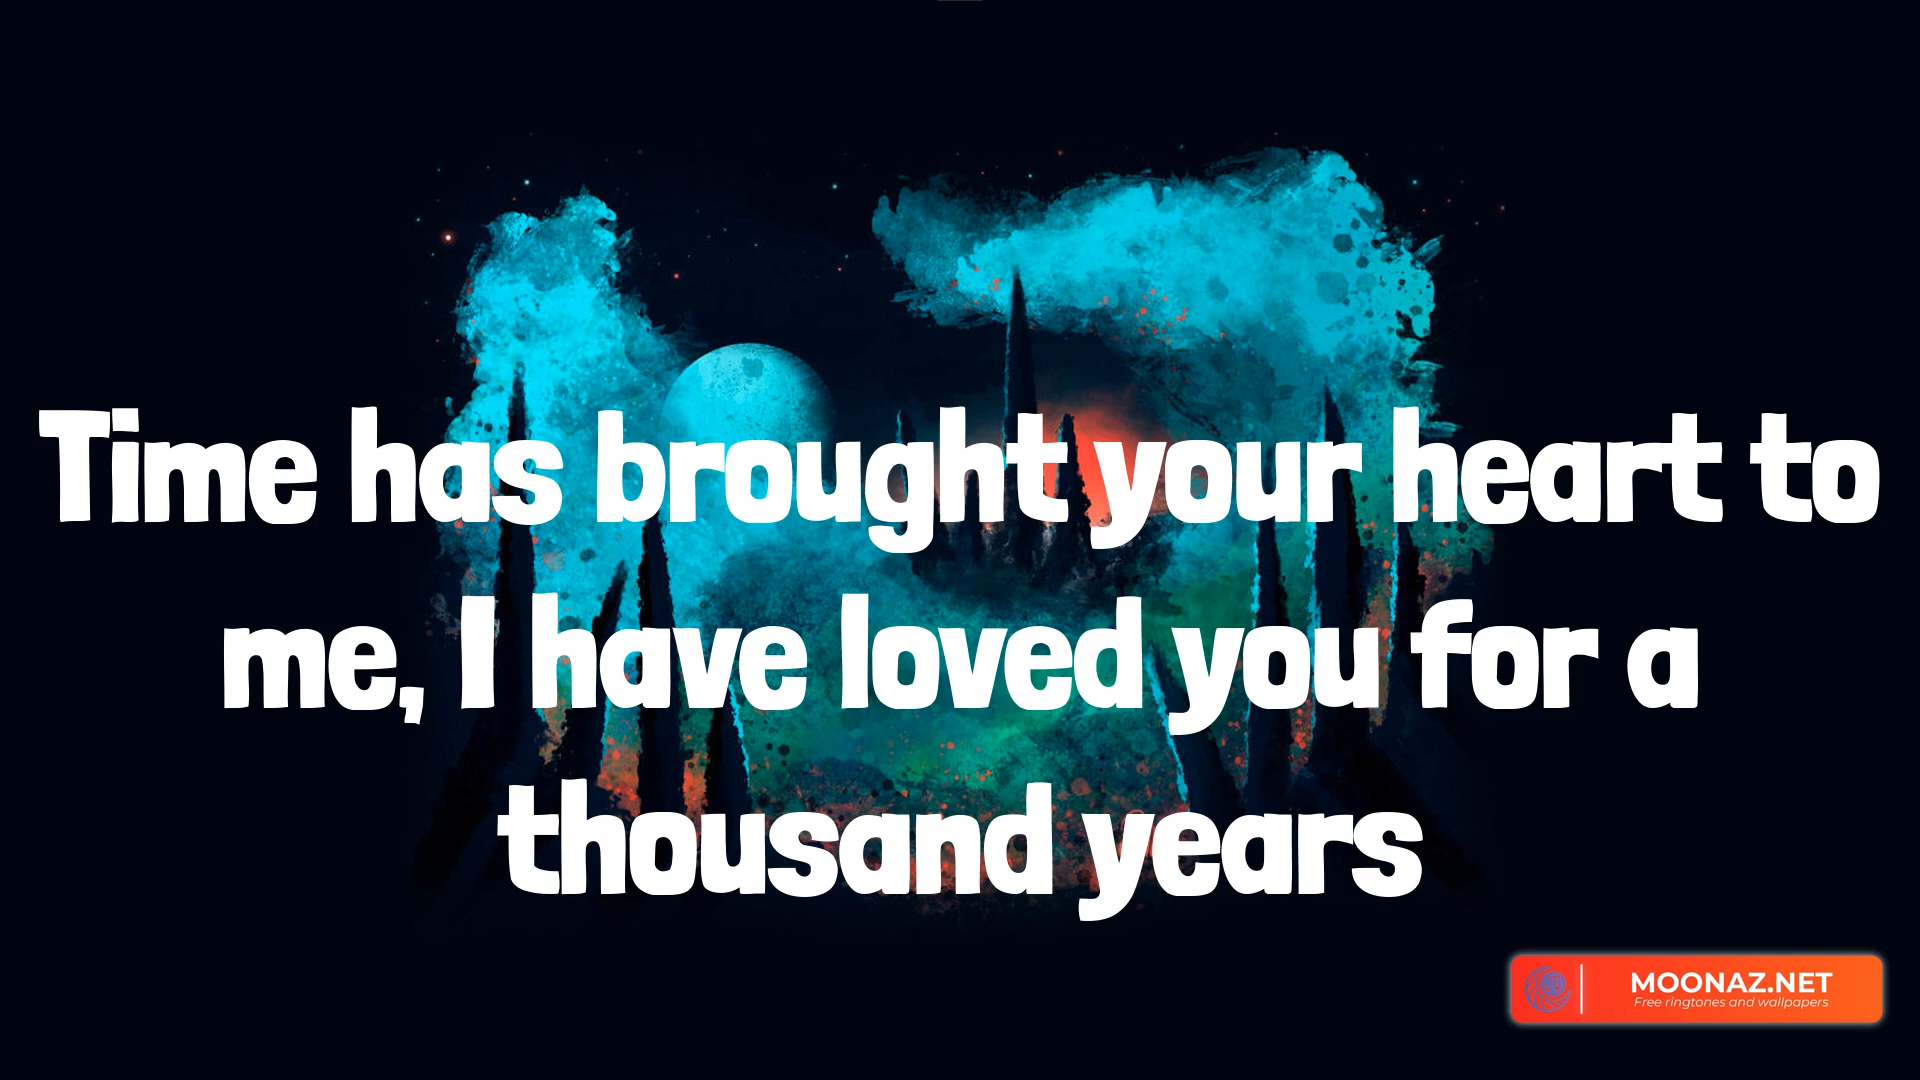 Time has brought your heart to
me, I have loved you for a
thousand years
MOONAZ.NET
Free ringtones and wallpapers